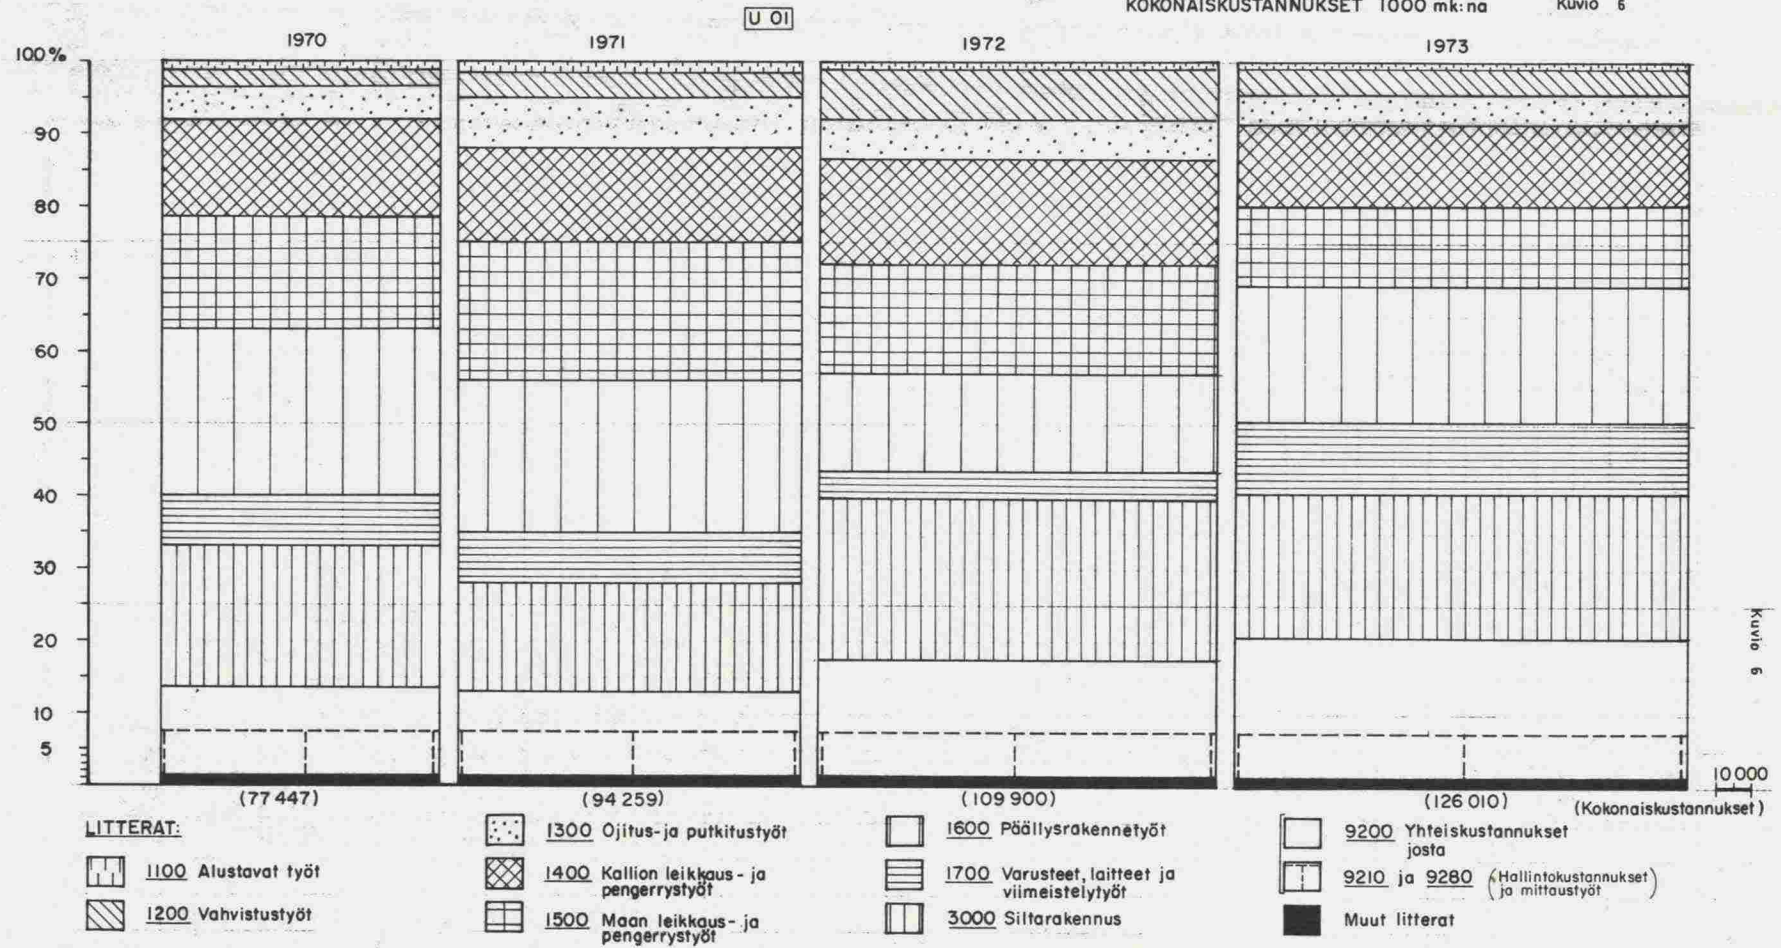 KOKONAISKUSTANNUKSET 1000 mk:na Kuvio 6
U 01
1970 1971 1972 1973
100%
90
80
70
60
50
40
30
20
10
5
Kuvio 6
10 000
(77 447) (94 259) (109 900) (126 010) (Kokonaiskustannukset)
LITTERAT:
1100 Alustavat työt
1200 Vahvistustyöt
1300 Ojitus-ja putkitustyöt
1400 Kallion leikkaus- ja
pengerrystyöt
1500 Maan leikkaus- ja
pengerrystyöt
1600 Päällysrakennetyöt
1700 Varusteet, laitteet ja
viimeistelytyöt
3000 Siltarakennus
9200 Yhteiskustannukset
josta
9210 ja 9280 (Hallintokustannukset
ja mittaustyöt)
Muut litterat